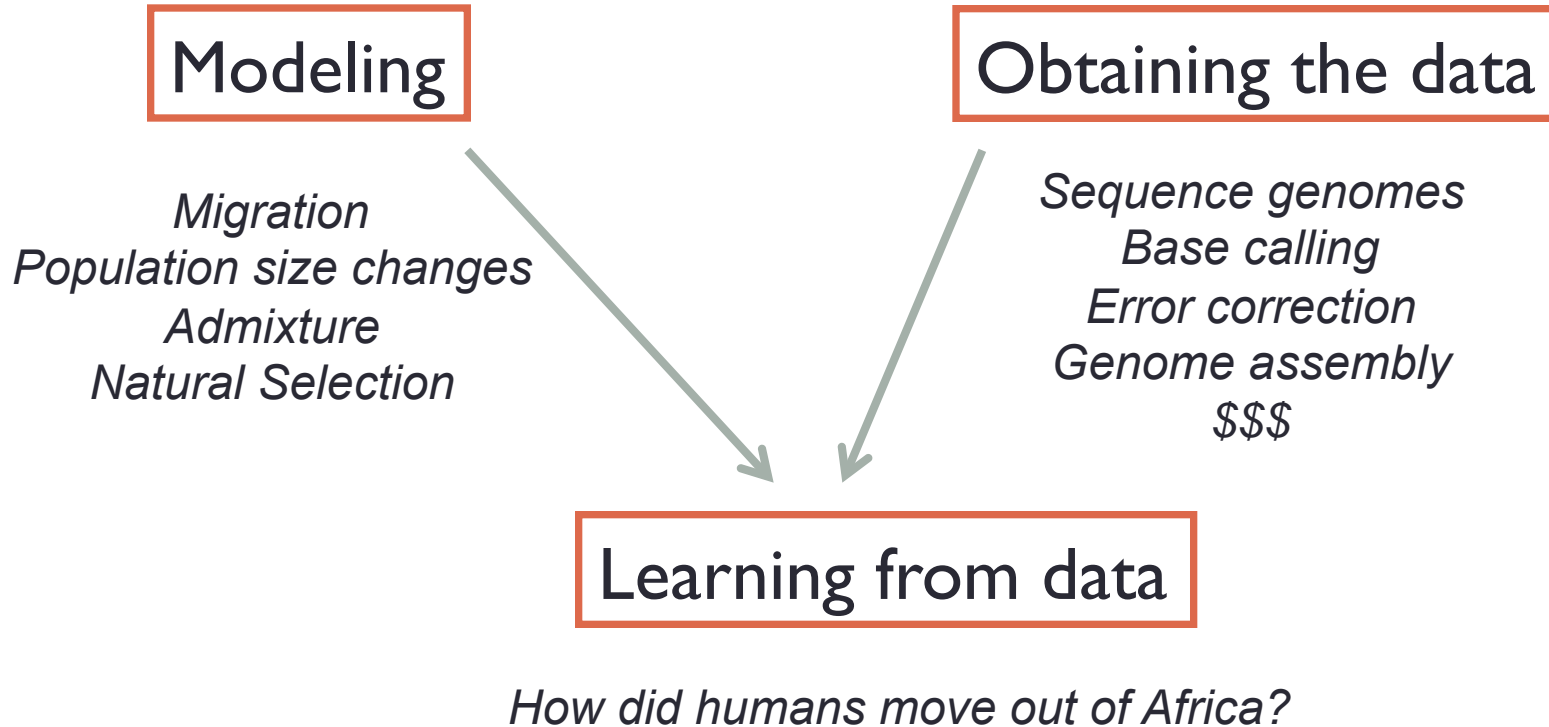 Modeling
Migration
Population size changes
Admixture
Natural Selection
Obtaining the data
Sequence genomes
Base calling
Error correction
Genome assembly
$$$
Learning from data
How did humans move out of Africa?